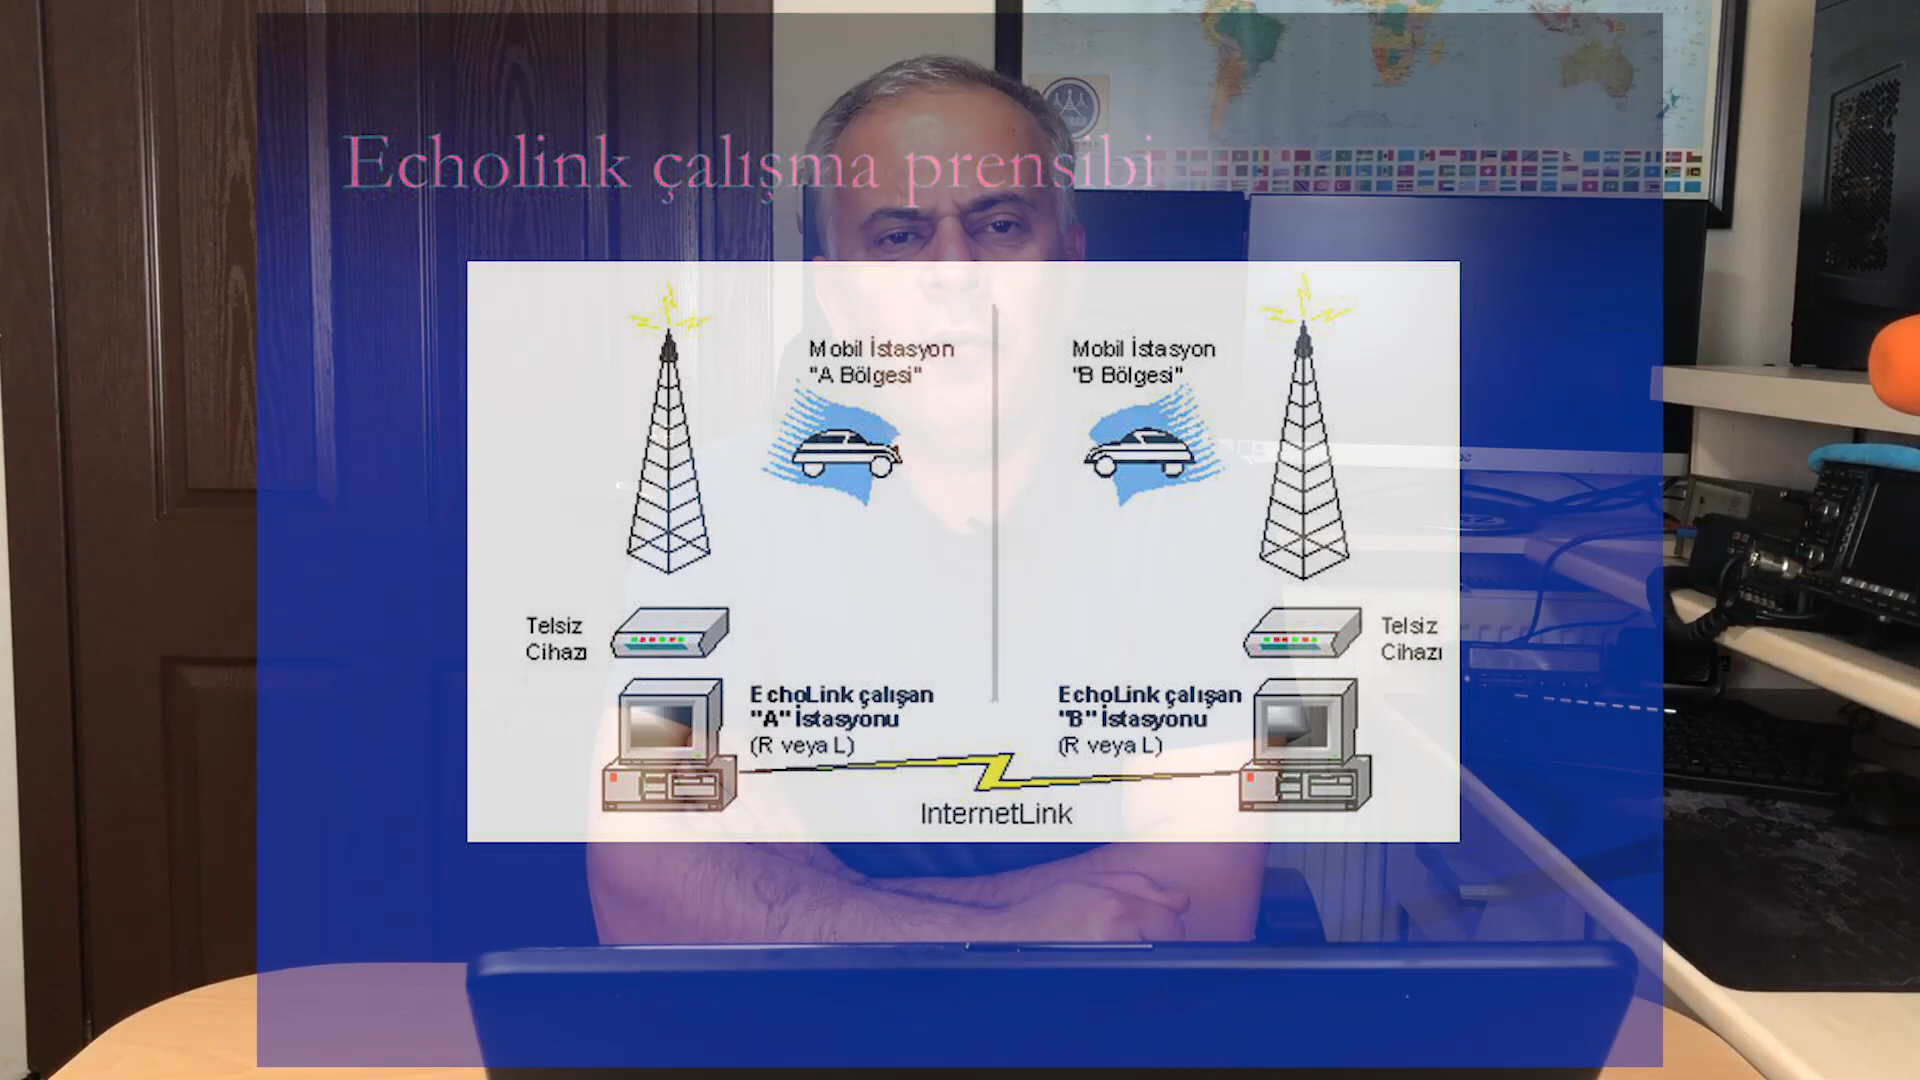 Echolink çalışma prensibi
Mobil İstasyon
"A Bölgesi"
Mobil İstasyon
"B Bölgesi"
Telsiz
Cihazı
Telsiz
Cihazı
EchoLink çalışan
"A" İstasyonu
(R veya L)
EchoLink çalışan
"B" İstasyonu
(R veya L)
InternetLink